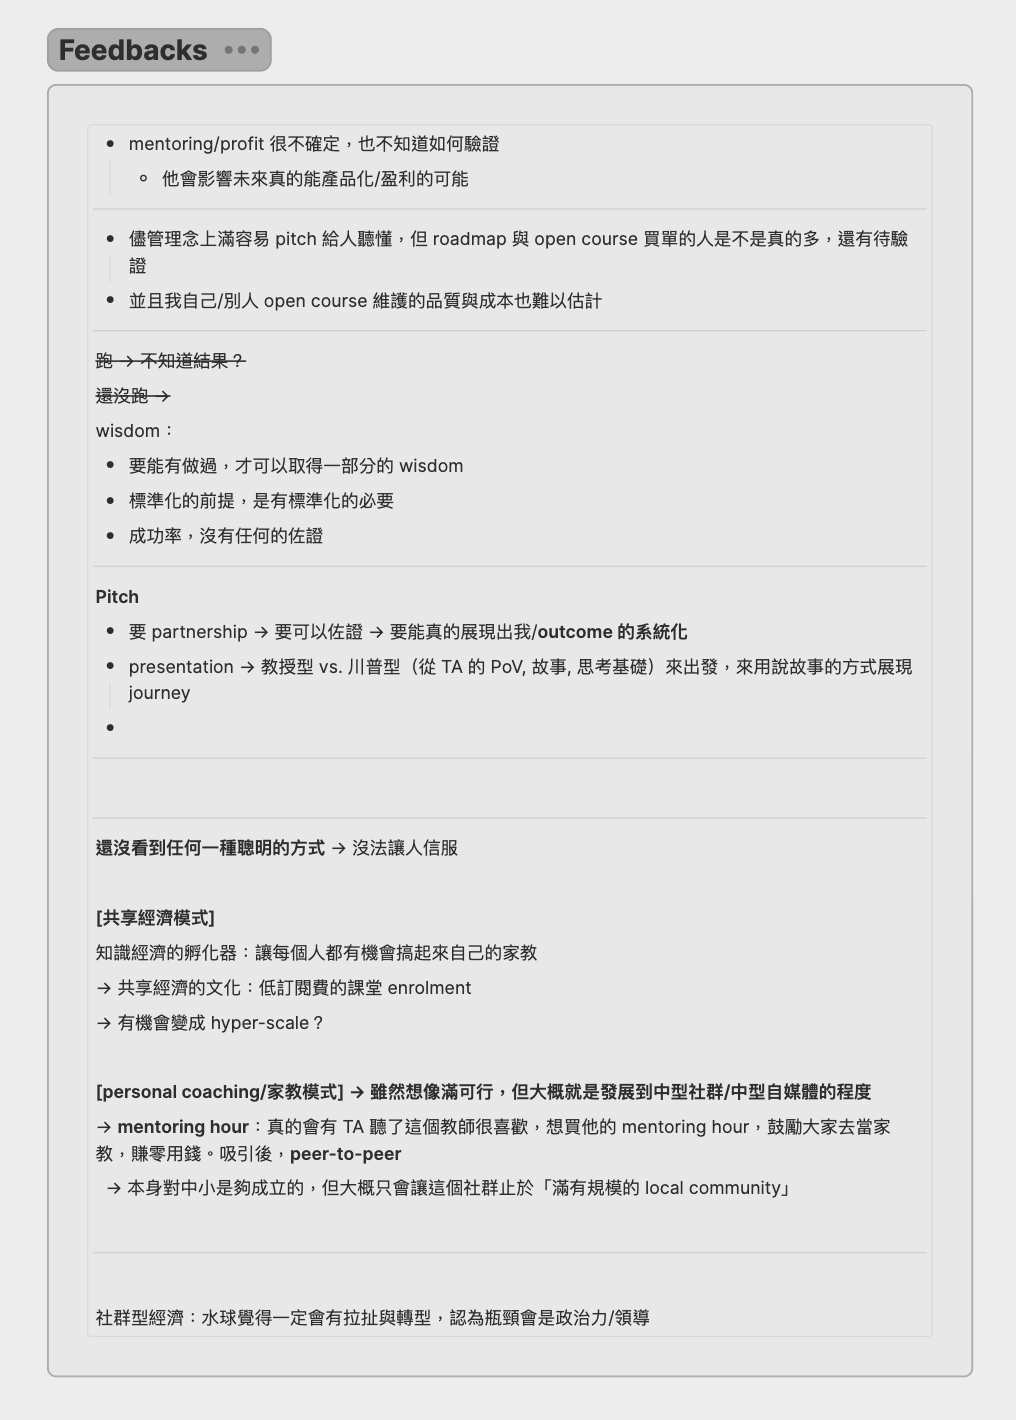 Feedbacks
mentoring/profit 很不確定，也不知道如何驗證
他會影響未來真的能產品化/盈利的可能
儘管理念上滿容易 pitch 給人聽懂，但 roadmap 與 open course 買單的人是不是真的多，還有待驗
證
並且我自己/別人 open course 維護的品質與成本也難以估計
跑 → 不知道結果？
還沒跑 →
wisdom：
要能有做過，才可以取得一部分的 wisdom
標準化的前提，是有標準化的必要
成功率，沒有任何的佐證
Pitch
要 partnership → 要可以佐證 → 要能真的展現出我/outcome 的系統化
presentation → 教授型 vs. 川普型（從 TA 的 PoV, 故事, 思考基礎）來出發，來用說故事的方式展現
journey
還沒看到任何一種聰明的方式 → 沒法讓人信服
[共享經濟模式]
知識經濟的孵化器：讓每個人都有機會搞起來自己的家教
→ 共享經濟的文化：低訂閱費的課堂 enrolment
→ 有機會變成 hyper-scale？
[personal coaching/家教模式] → 雖然想像滿可行，但大概就是發展到中型社群/中型自媒體的程度
→ mentoring hour：真的會有 TA 聽了這個教師很喜歡，想買他的 mentoring hour，鼓勵大家去當家
教，賺零用錢。吸引後，peer-to-peer
→ 本身對中小是夠成立的，但大概只會讓這個社群止於「滿有規模的 local community」
社群型經濟：水球覺得一定會有拉扯與轉型，認為瓶頸會是政治力/領導